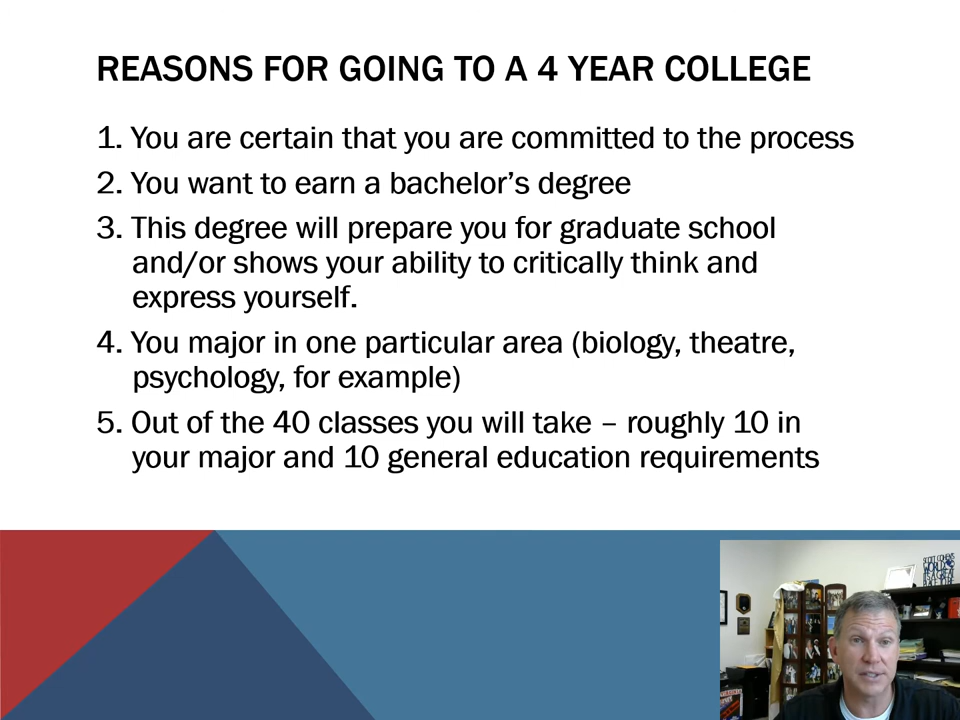 REASONS FOR GOING TO A 4 YEAR COLLEGE
1. You are certain that you are committed to the process
2. You want to earn a bachelor’s degree
3. This degree will prepare you for graduate school
and/or shows your ability to critically think and
express yourself.
4. You major in one particular area (biology, theatre,
psychology, for example)
5. Out of the 40 classes you will take – roughly 10 in
your major and 10 general education requirements